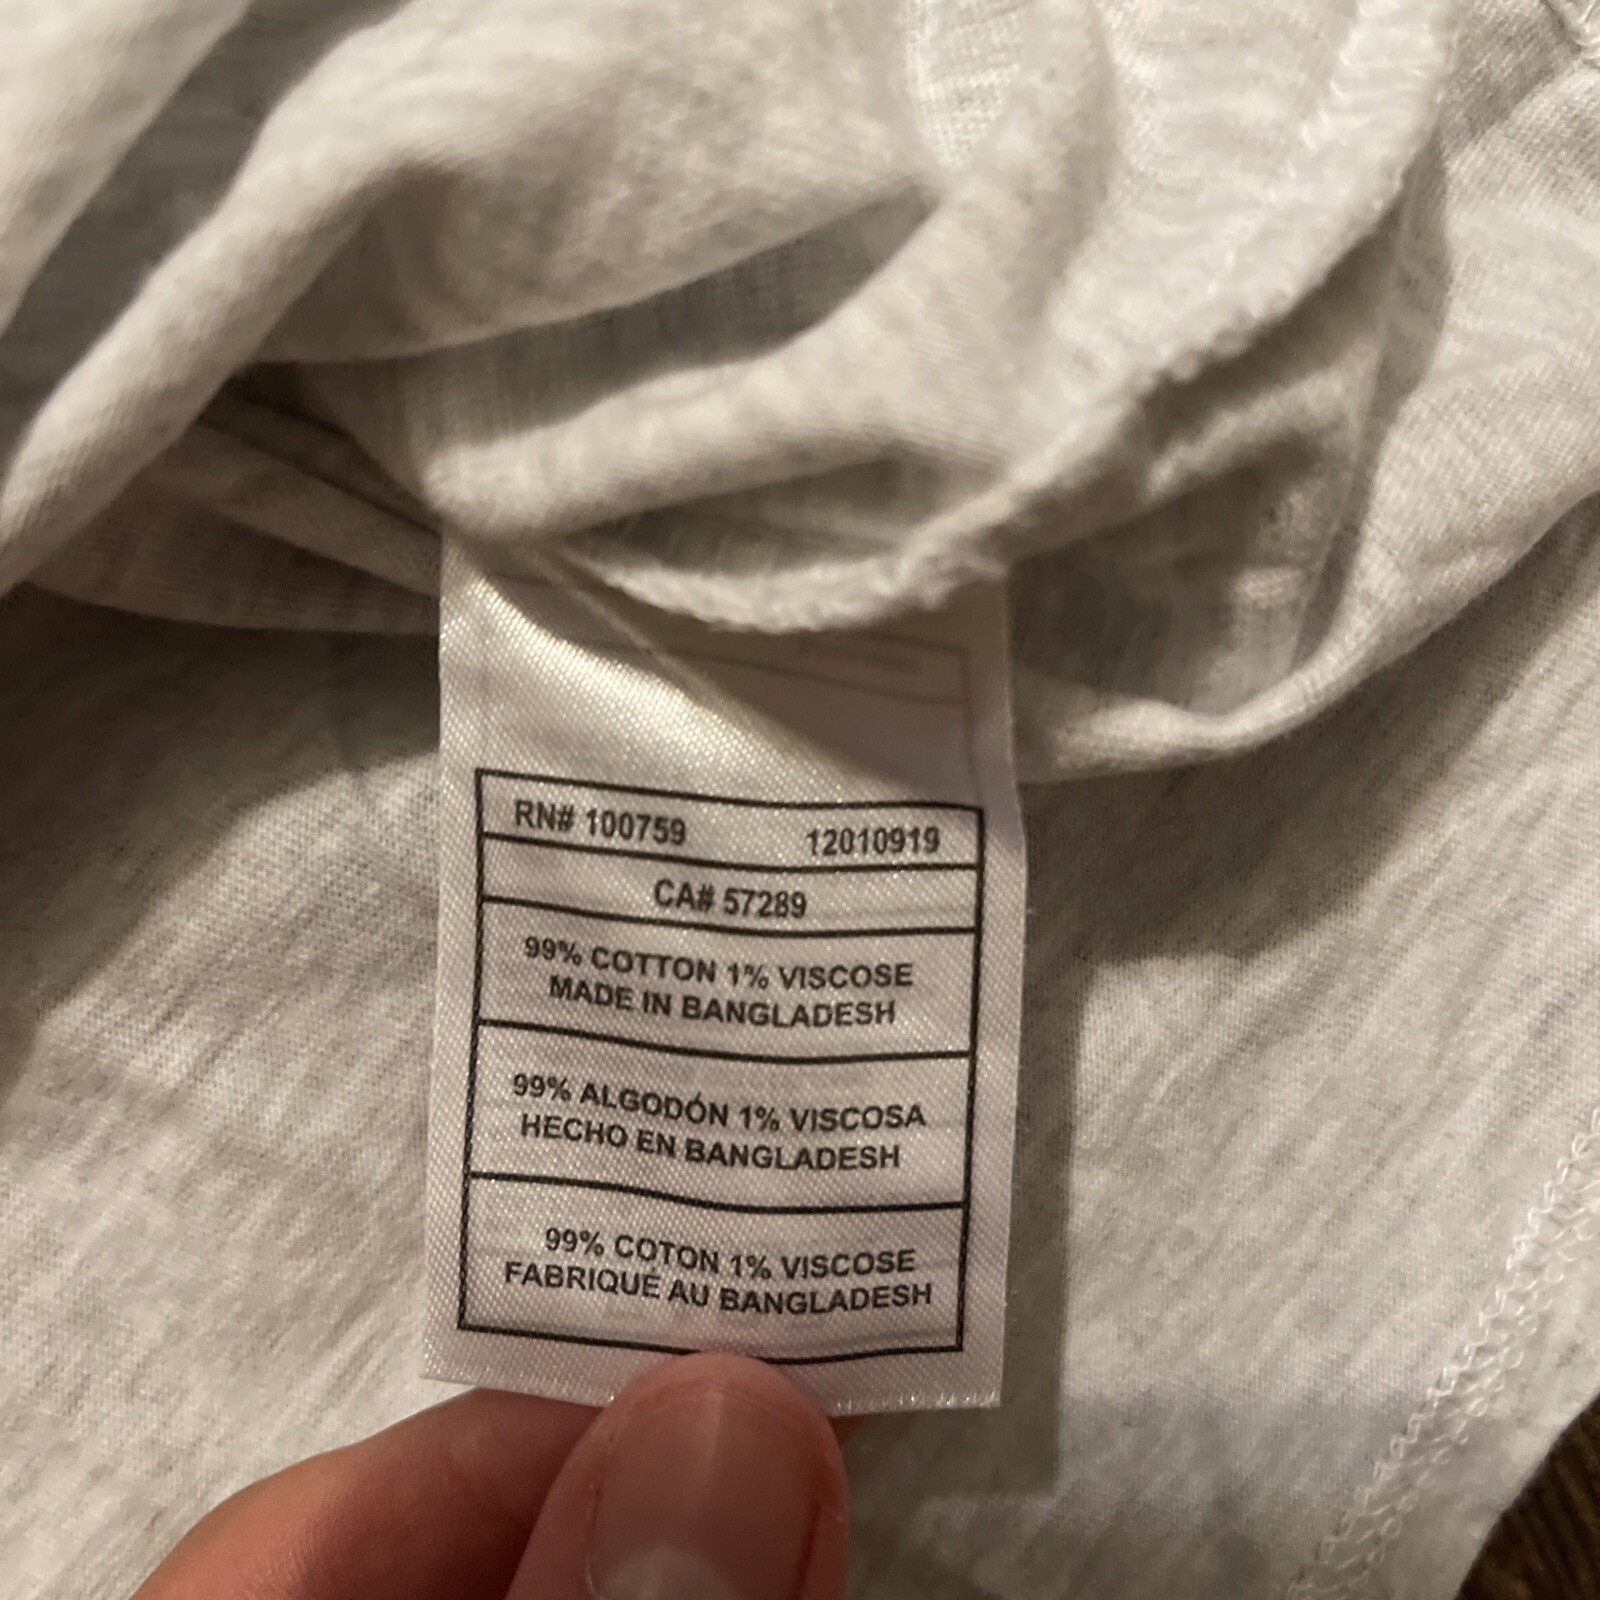 RN# 100759 12010919
CA# 57289
99% COTTON 1% VISCOSE
MADE IN BANGLADESH
99% ALGODÓN 1% VISCOSA
HECHO EN BANGLADESH
99% COTON 1% VISCOSE
FABRIQUÉ AU BANGLADESH